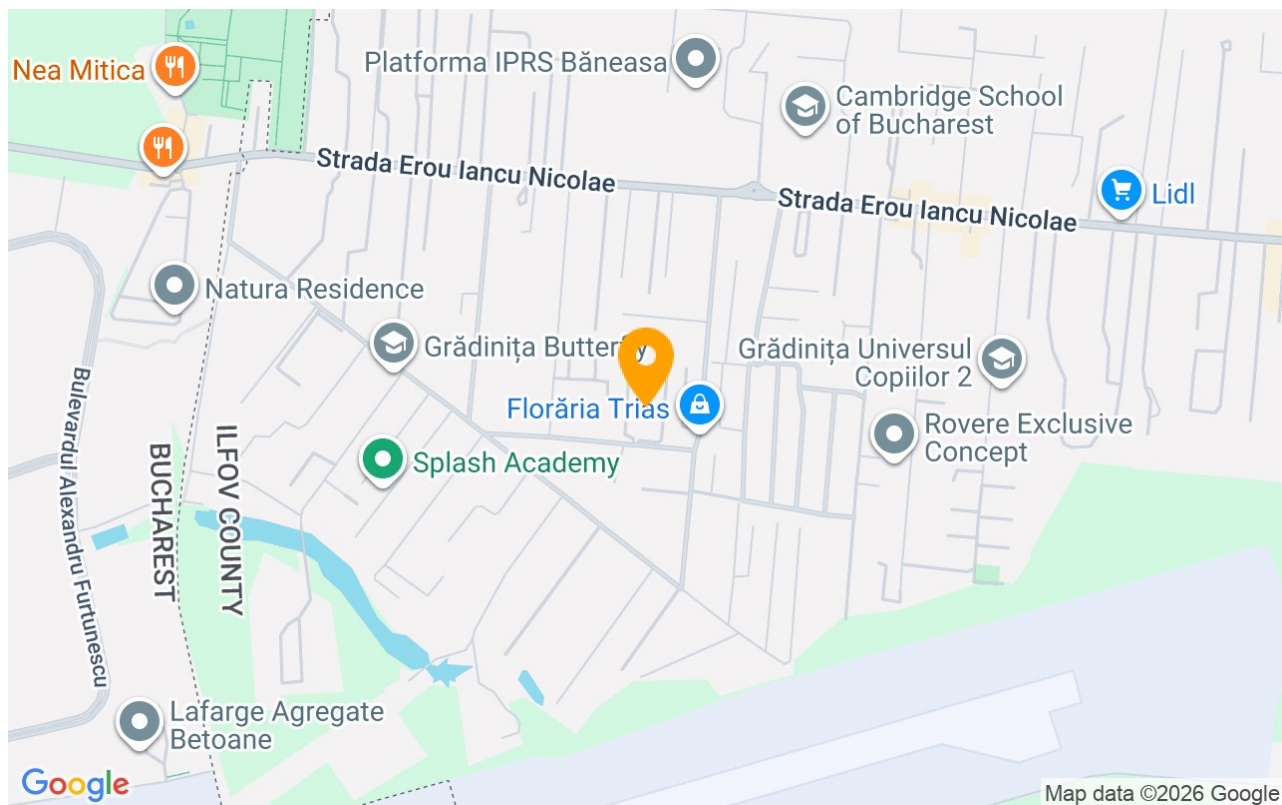 Nea Mitica
Platforma IPRS Băneasa
Cambridge School
of Bucharest
Strada Erou Iancu Nicolae
Strada Erou Iancu Nicolae
Lidl
Natura Residence
Grădinița Butterfly
Grădinița Universul
Copiilor 2
Florăria Trias
Rovere Exclusive
Concept
Splash Academy
Bulevardul Alexandru Furtunescu
BUCHAREST
ILFOV COUNTY
Lafarge Agregate
Betoane
Google
Map data ©2026 Google